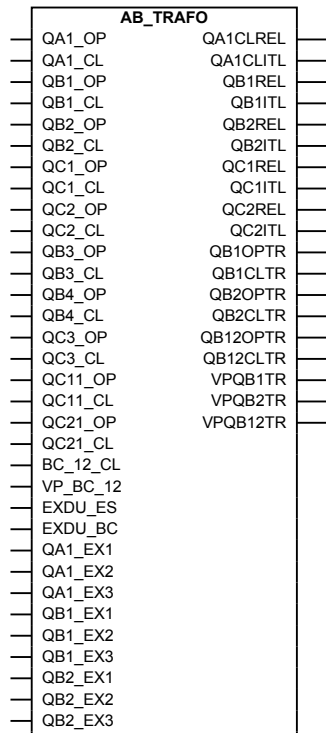 AB_TRAFO
QA1_OP QA1CLREL
QA1_CL QA1CLITL
QB1_OP QB1REL
QB1_CL QB1ITL
QB2_OP QB2REL
QB2_CL QB2ITL
QC1_OP QC1REL
QC1_CL QC1ITL
QC2_OP QC2REL
QC2_CL QC2ITL
QB3_OP QB1OPTR
QB3_CL QB1CLTR
QB4_OP QB2OPTR
QB4_CL QB2CLTR
QC3_OP QB12OPTR
QC3_CL QB12CLTR
QC11_OP VPQB1TR
QC11_CL VPQB2TR
QC21_OP VPQB12TR
QC21_CL
BC_12_CL
VP_BC_12
EXDU_ES
EXDU_BC
QA1_EX1
QA1_EX2
QA1_EX3
QB1_EX1
QB1_EX2
QB1_EX3
QB2_EX1
QB2_EX2
QB2_EX3